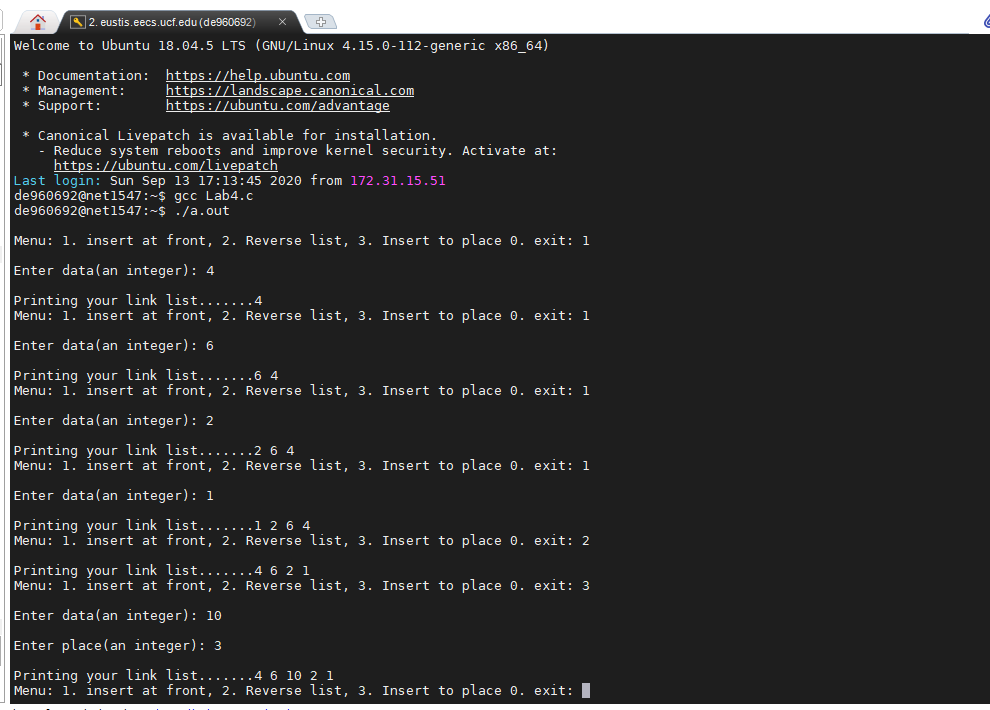 2. eustis.eecs.ucf.edu (de960692)
Welcome to Ubuntu 18.04.5 LTS (GNU/Linux 4.15.0-112-generic x86_64)
* Documentation:  https://help.ubuntu.com
* Management:     https://landscape.canonical.com
* Support:        https://ubuntu.com/advantage
* Canonical Livepatch is available for installation.
- Reduce system reboots and improve kernel security. Activate at:
https://ubuntu.com/livepatch
Last login: Sun Sep 13 17:13:45 2020 from 172.31.15.51
de960692@net1547:~$ gcc Lab4.c
de960692@net1547:~$ ./a.out
Menu: 1. insert at front, 2. Reverse list, 3. Insert to place 0. exit: 1
Enter data(an integer): 4
Printing your link list.......4
Menu: 1. insert at front, 2. Reverse list, 3. Insert to place 0. exit: 1
Enter data(an integer): 6
Printing your link list.......6 4
Menu: 1. insert at front, 2. Reverse list, 3. Insert to place 0. exit: 1
Enter data(an integer): 2
Printing your link list.......2 6 4
Menu: 1. insert at front, 2. Reverse list, 3. Insert to place 0. exit: 1
Enter data(an integer): 1
Printing your link list.......1 2 6 4
Menu: 1. insert at front, 2. Reverse list, 3. Insert to place 0. exit: 2
Printing your link list.......4 6 2 1
Menu: 1. insert at front, 2. Reverse list, 3. Insert to place 0. exit: 3
Enter data(an integer): 10
Enter place(an integer): 3
Printing your link list.......4 6 10 2 1
Menu: 1. insert at front, 2. Reverse list, 3. Insert to place 0. exit: